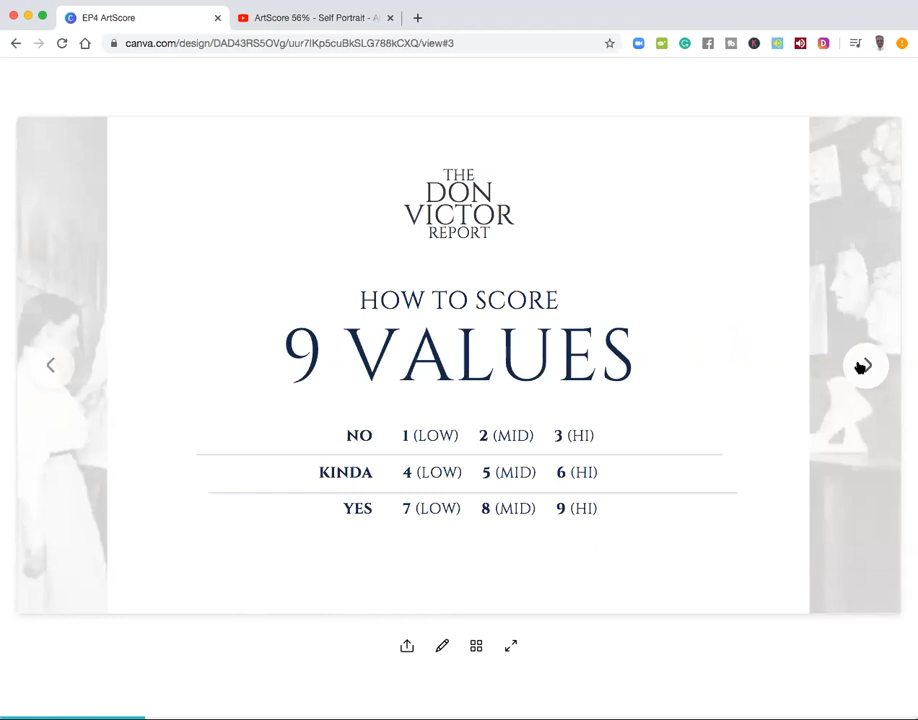 EP4 ArtScore
ArtScore 56% - Self Portrait - A
canva.com/design/DAD43RS5OVg/uur7IKp5cuBkSLG788kCXQ/view#3
THE
DON
VICTOR
REPORT
HOW TO SCORE
9 VALUES
NO 1 (LOW) 2 (MID) 3 (HI)
KINDA 4 (LOW) 5 (MID) 6 (HI)
YES 7 (LOW) 8 (MID) 9 (HI)